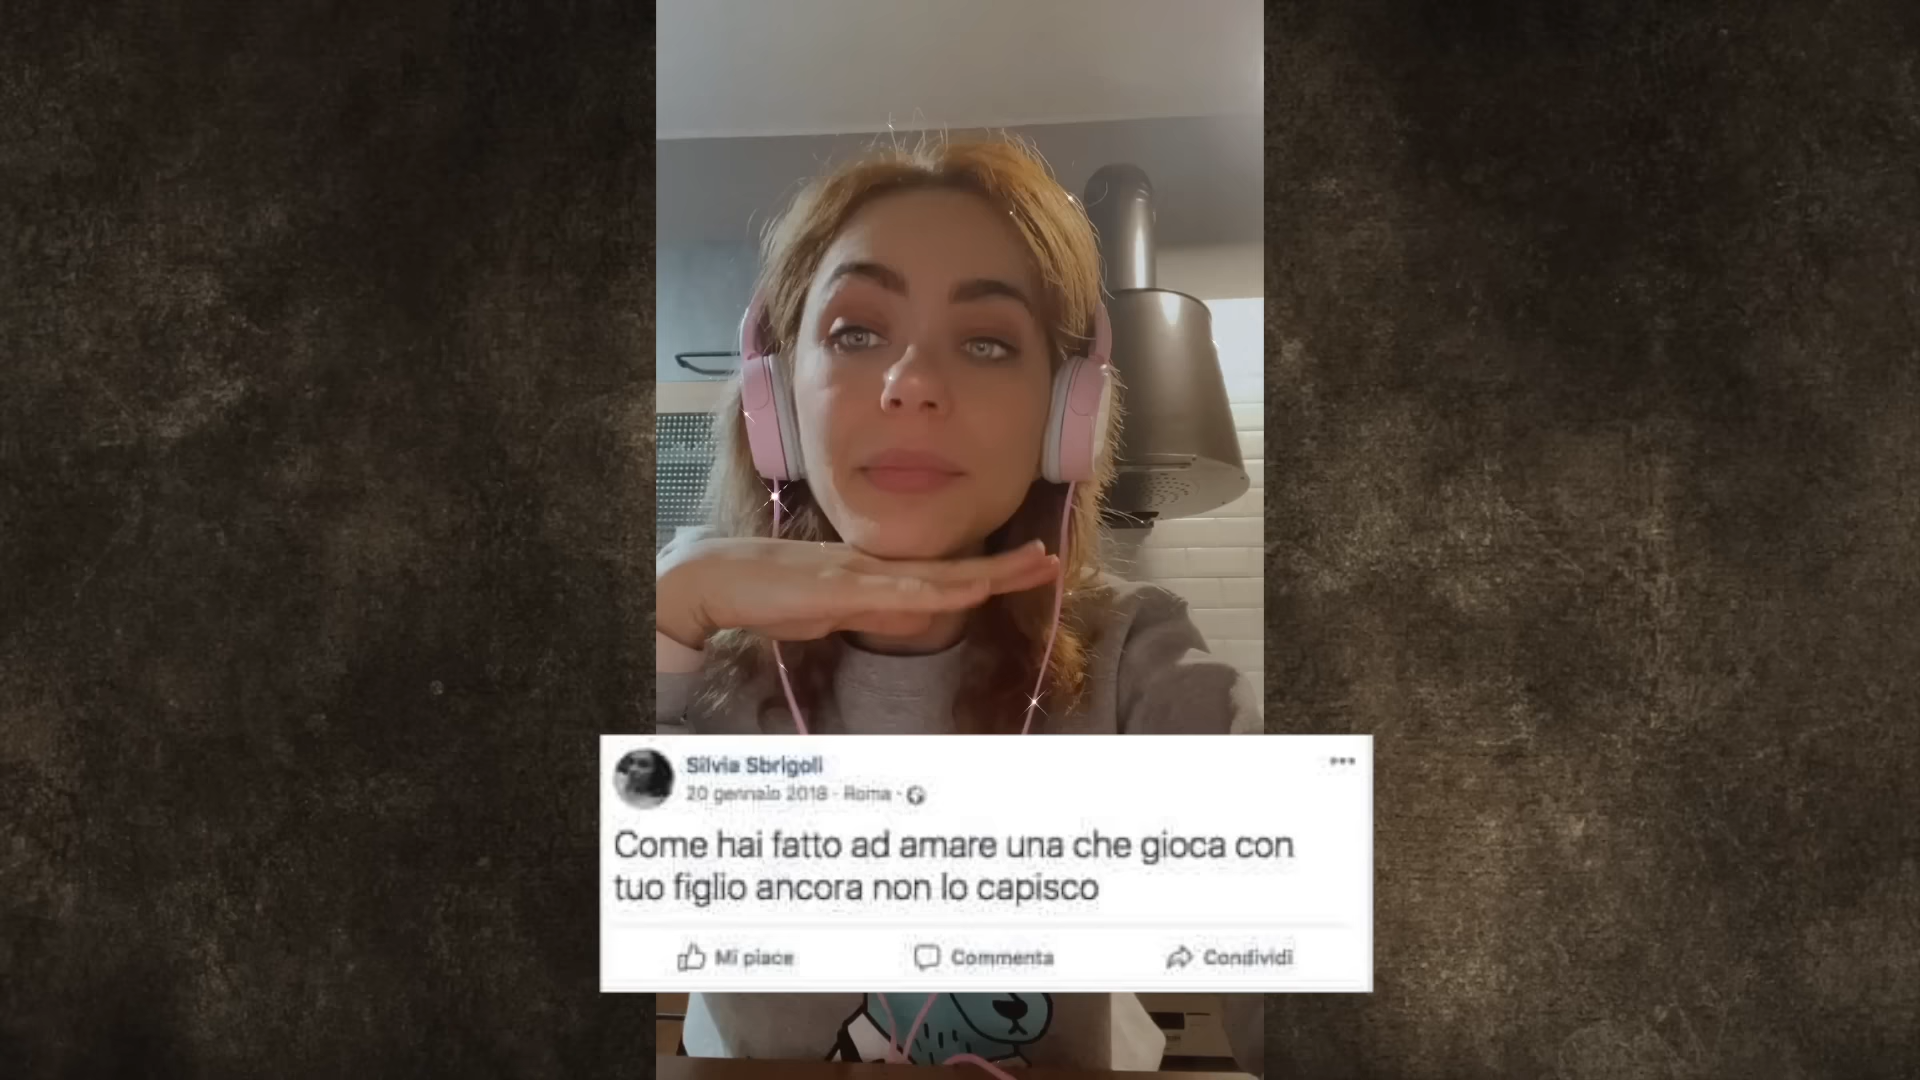 Silvia Sbrigoli
20 gennaio 2018 · Roma ·
Come hai fatto ad amare una che gioca con
tuo figlio ancora non lo capisco
Mi piace
Commenta
Condividi